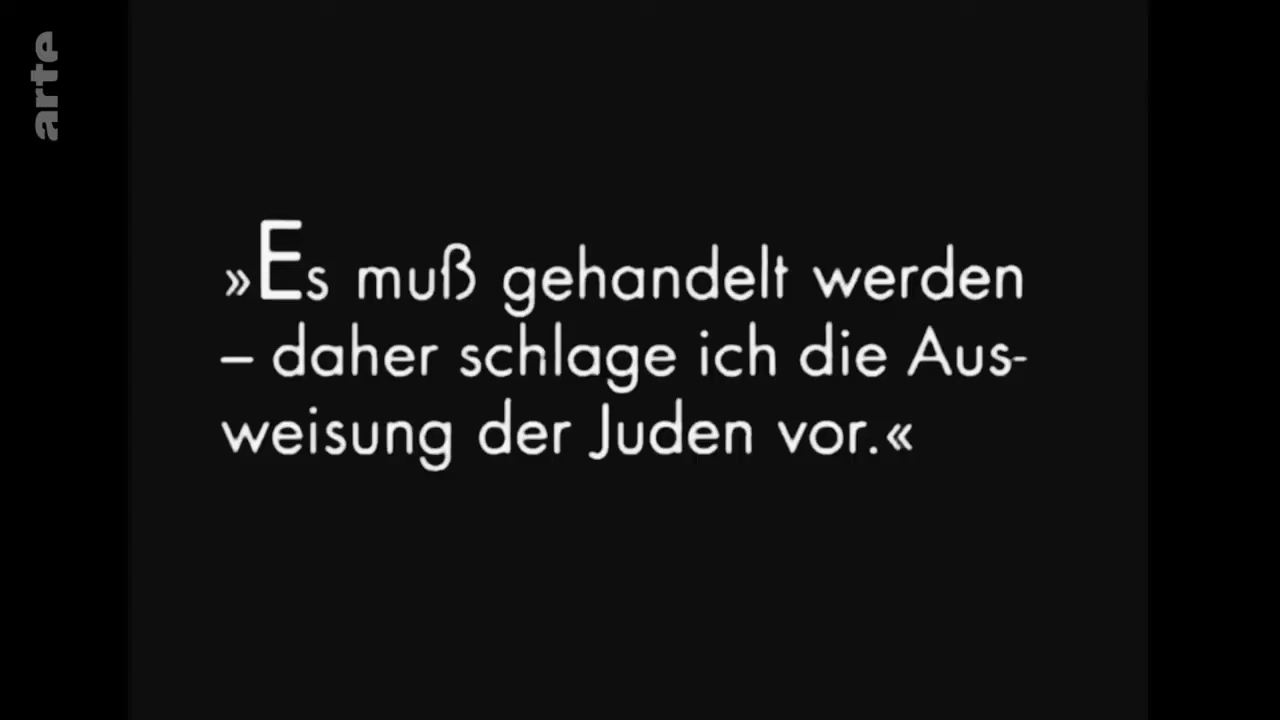 arte
»Es muß gehandelt werden
– daher schlage ich die Aus-
weisung der Juden vor.«